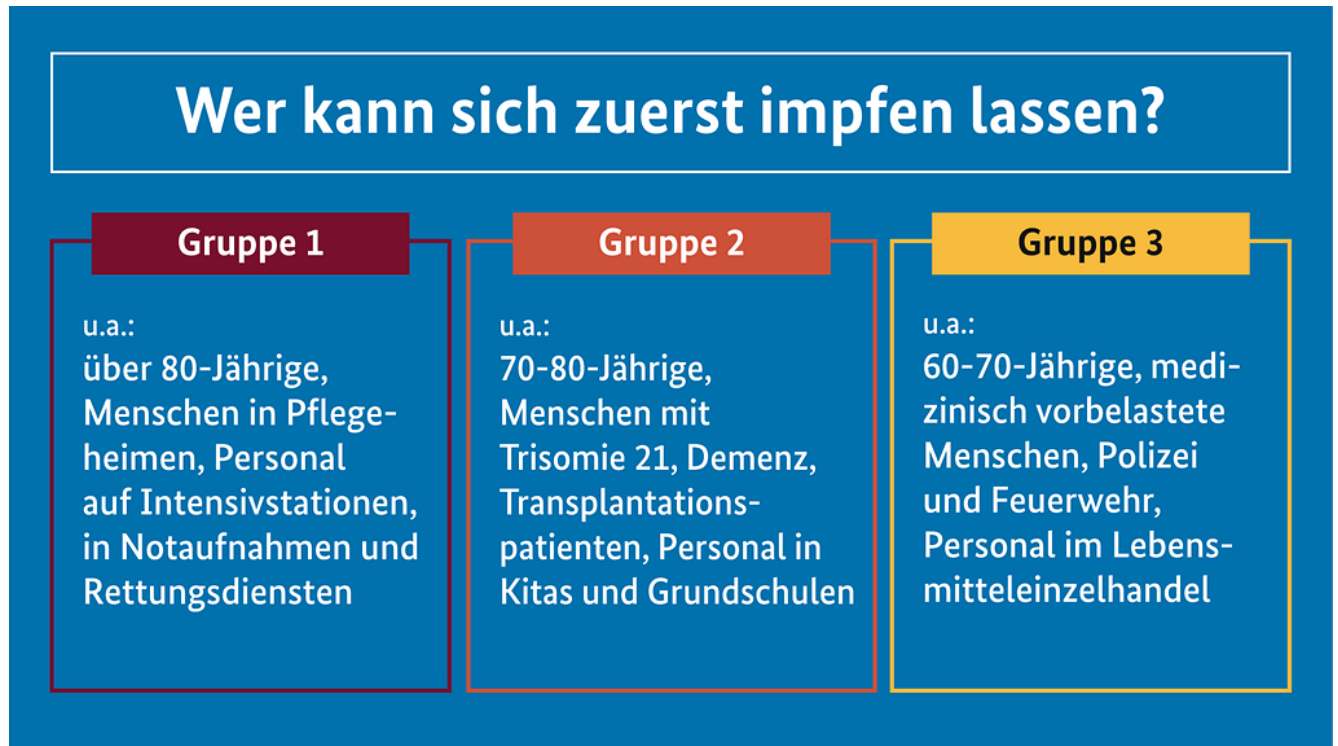 Wer kann sich zuerst impfen lassen?
Gruppe 1
u.a.:
über 80-Jährige,
Menschen in Pflege-
heimen, Personal
auf Intensivstationen,
in Notaufnahmen und
Rettungsdiensten
Gruppe 2
u.a.:
70-80-Jährige,
Menschen mit
Trisomie 21, Demenz,
Transplantations-
patienten, Personal in
Kitas und Grundschulen
Gruppe 3
u.a.:
60-70-Jährige, medi-
zinisch vorbelastete
Menschen, Polizei
und Feuerwehr,
Personal im Lebens-
mitteleinzelhandel